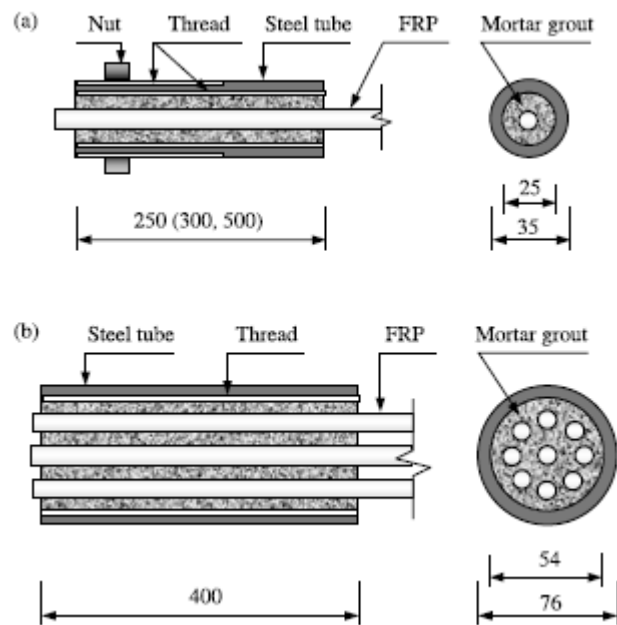 (a) Nut Thread Steel tube FRP Mortar grout
250 (300, 500)
25
35
(b) Steel tube Thread FRP Mortar grout
400
54
76